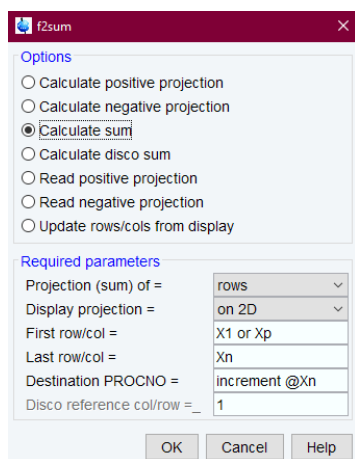 f2sum
Options
Calculate positive projection
Calculate negative projection
Calculate sum
Calculate disco sum
Read positive projection
Read negative projection
Update rows/cols from display
Required parameters
Projection (sum) of = rows
Display projection = on 2D
First row/col = X1 or Xp
Last row/col = Xn
Destination PROCNO = increment @Xn
Disco reference col/row =_ 1
OK Cancel Help